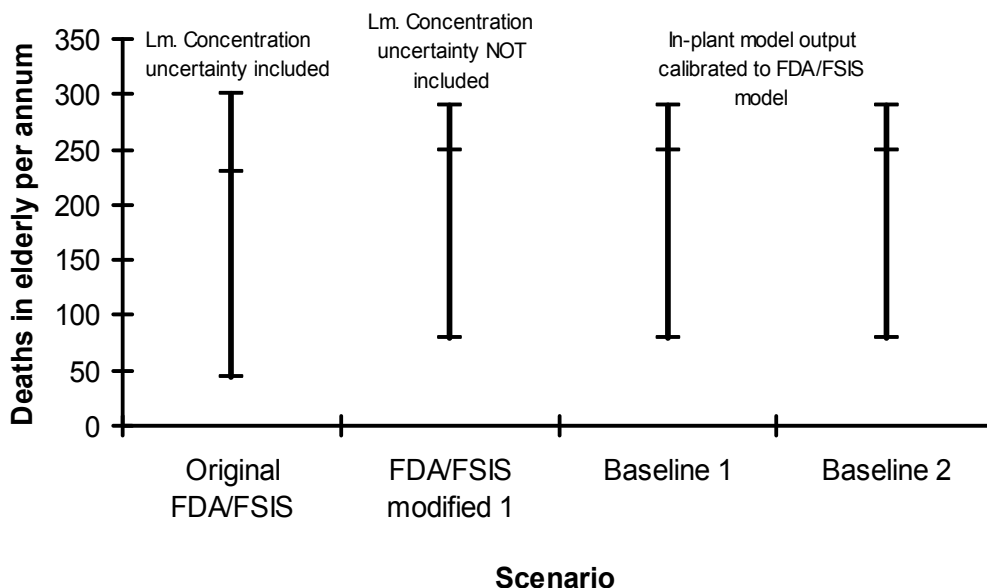 Lm. Concentration
uncertainty included
Lm. Concentration
uncertainty NOT
included
In-plant model output
calibrated to FDA/FSIS
model
Deaths in elderly per annum
350
300
250
200
150
100
50
0
Original
FDA/FSIS
FDA/FSIS
modified 1
Baseline 1
Baseline 2
Scenario